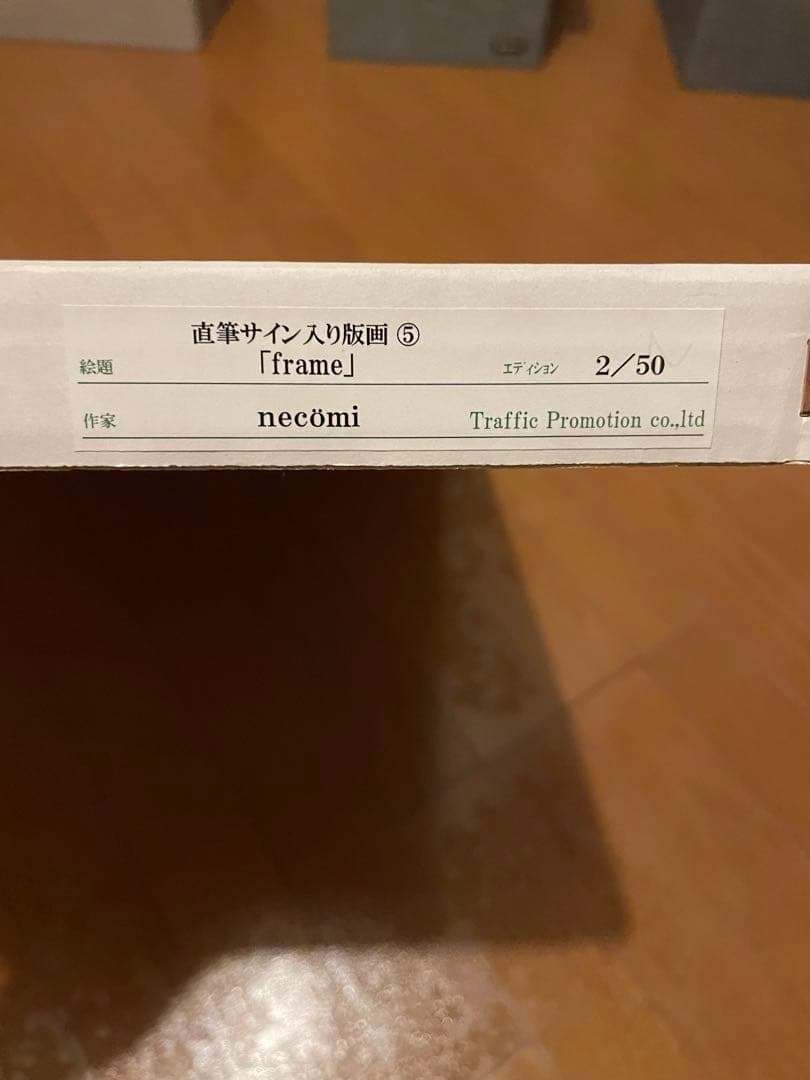 直筆サイン入り版画 ⑤
絵題 「frame」 エディション 2/50
作家 necömi Traffic Promotion co.,ltd